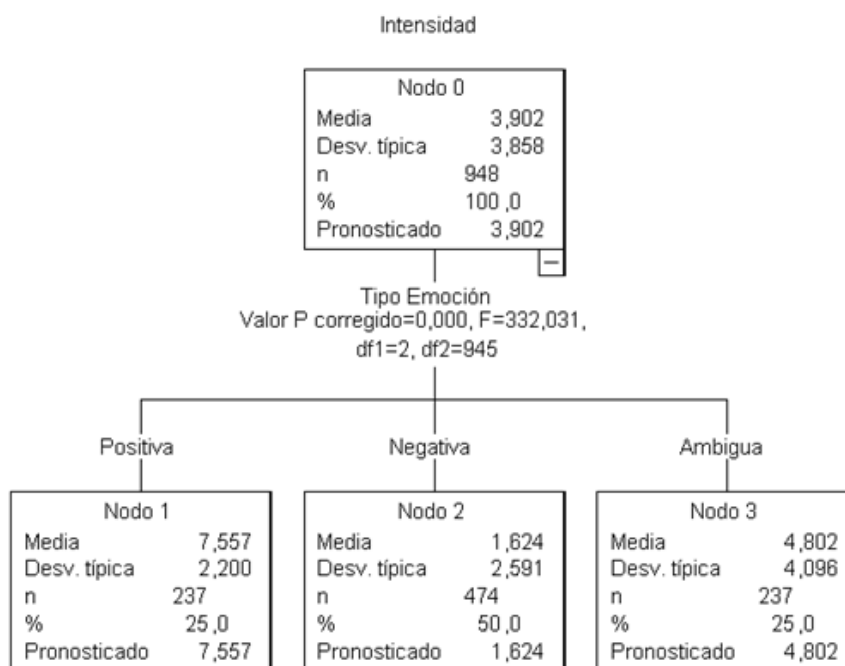 Intensidad
Nodo 0
Media 3,902
Desv. típica 3,858
n 948
% 100,0
Pronosticado 3,902
Tipo Emoción
Valor P corregido=0,000, F=332,031,
df1=2, df2=945
Positiva Negativa Ambigua
Nodo 1 Nodo 2 Nodo 3
Media 7,557 Media 1,624 Media 4,802
Desv. típica 2,200 Desv. típica 2,591 Desv. típica 4,096
n 237 n 474 n 237
% 25,0 % 50,0 % 25,0
Pronosticado 7,557 Pronosticado 1,624 Pronosticado 4,802